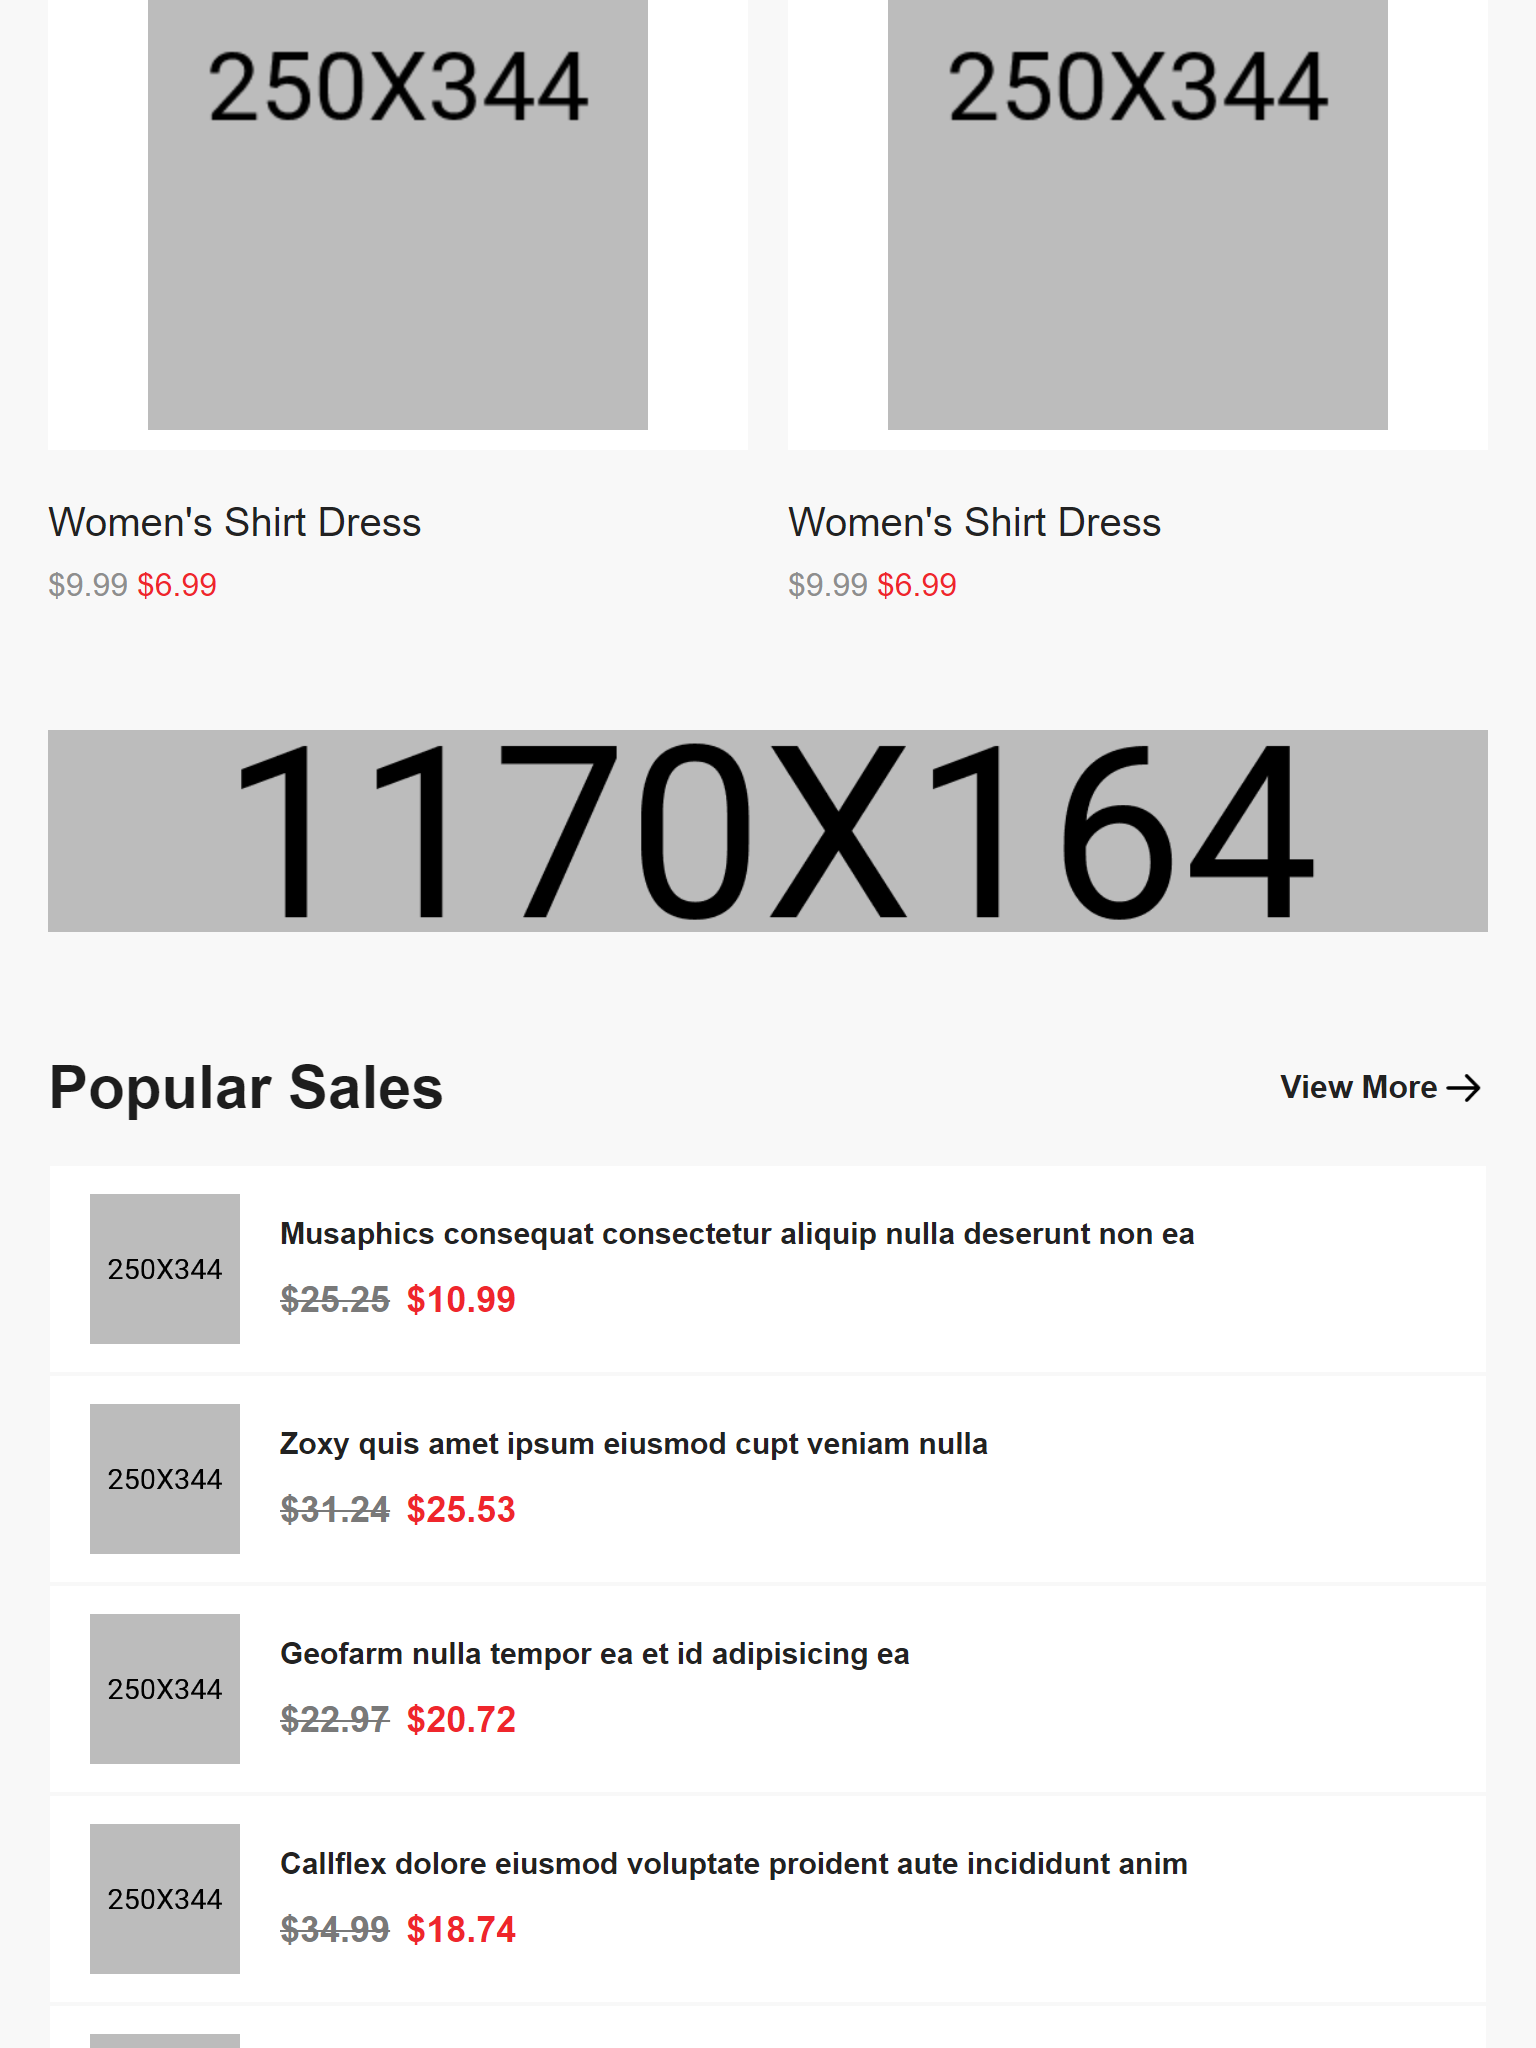 250X344 250X344
Women's Shirt Dress Women's Shirt Dress
$9.99 $6.99 $9.99 $6.99
1170X164
Popular Sales View More
250X344
Musaphics consequat consectetur aliquip nulla deserunt non ea
$25.25 $10.99
250X344
Zoxy quis amet ipsum eiusmod cupt veniam nulla
$31.24 $25.53
250X344
Geofarm nulla tempor ea et id adipisicing ea
$22.97 $20.72
250X344
Callflex dolore eiusmod voluptate proident aute incididunt anim
$34.99 $18.74